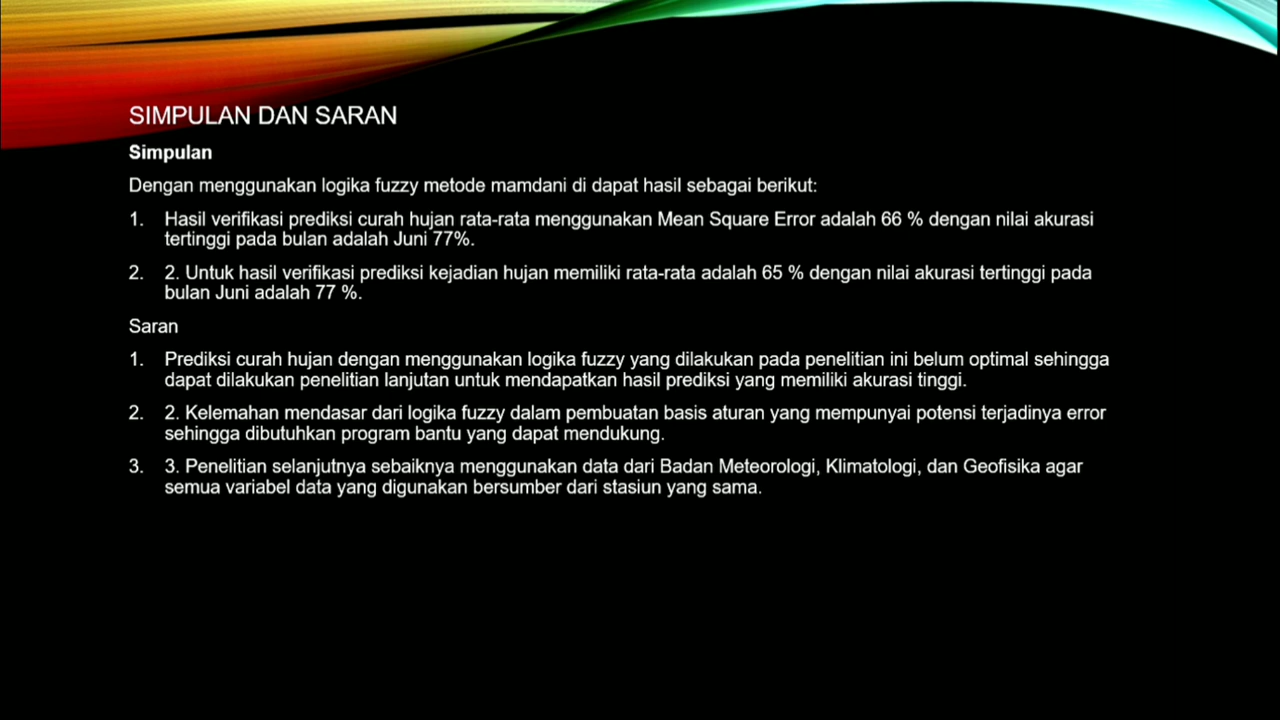 SIMPULAN DAN SARAN
Simpulan
Dengan menggunakan logika fuzzy metode mamdani di dapat hasil sebagai berikut:
1. Hasil verifikasi prediksi curah hujan rata-rata menggunakan Mean Square Error adalah 66 % dengan nilai akurasi
tertinggi pada bulan adalah Juni 77%.
2. 2. Untuk hasil verifikasi prediksi kejadian hujan memiliki rata-rata adalah 65 % dengan nilai akurasi tertinggi pada
bulan Juni adalah 77 %.
Saran
1. Prediksi curah hujan dengan menggunakan logika fuzzy yang dilakukan pada penelitian ini belum optimal sehingga
dapat dilakukan penelitian lanjutan untuk mendapatkan hasil prediksi yang memiliki akurasi tinggi.
2. 2. Kelemahan mendasar dari logika fuzzy dalam pembuatan basis aturan yang mempunyai potensi terjadinya error
sehingga dibutuhkan program bantu yang dapat mendukung.
3. 3. Penelitian selanjutnya sebaiknya menggunakan data dari Badan Meteorologi, Klimatologi, dan Geofisika agar
semua variabel data yang digunakan bersumber dari stasiun yang sama.